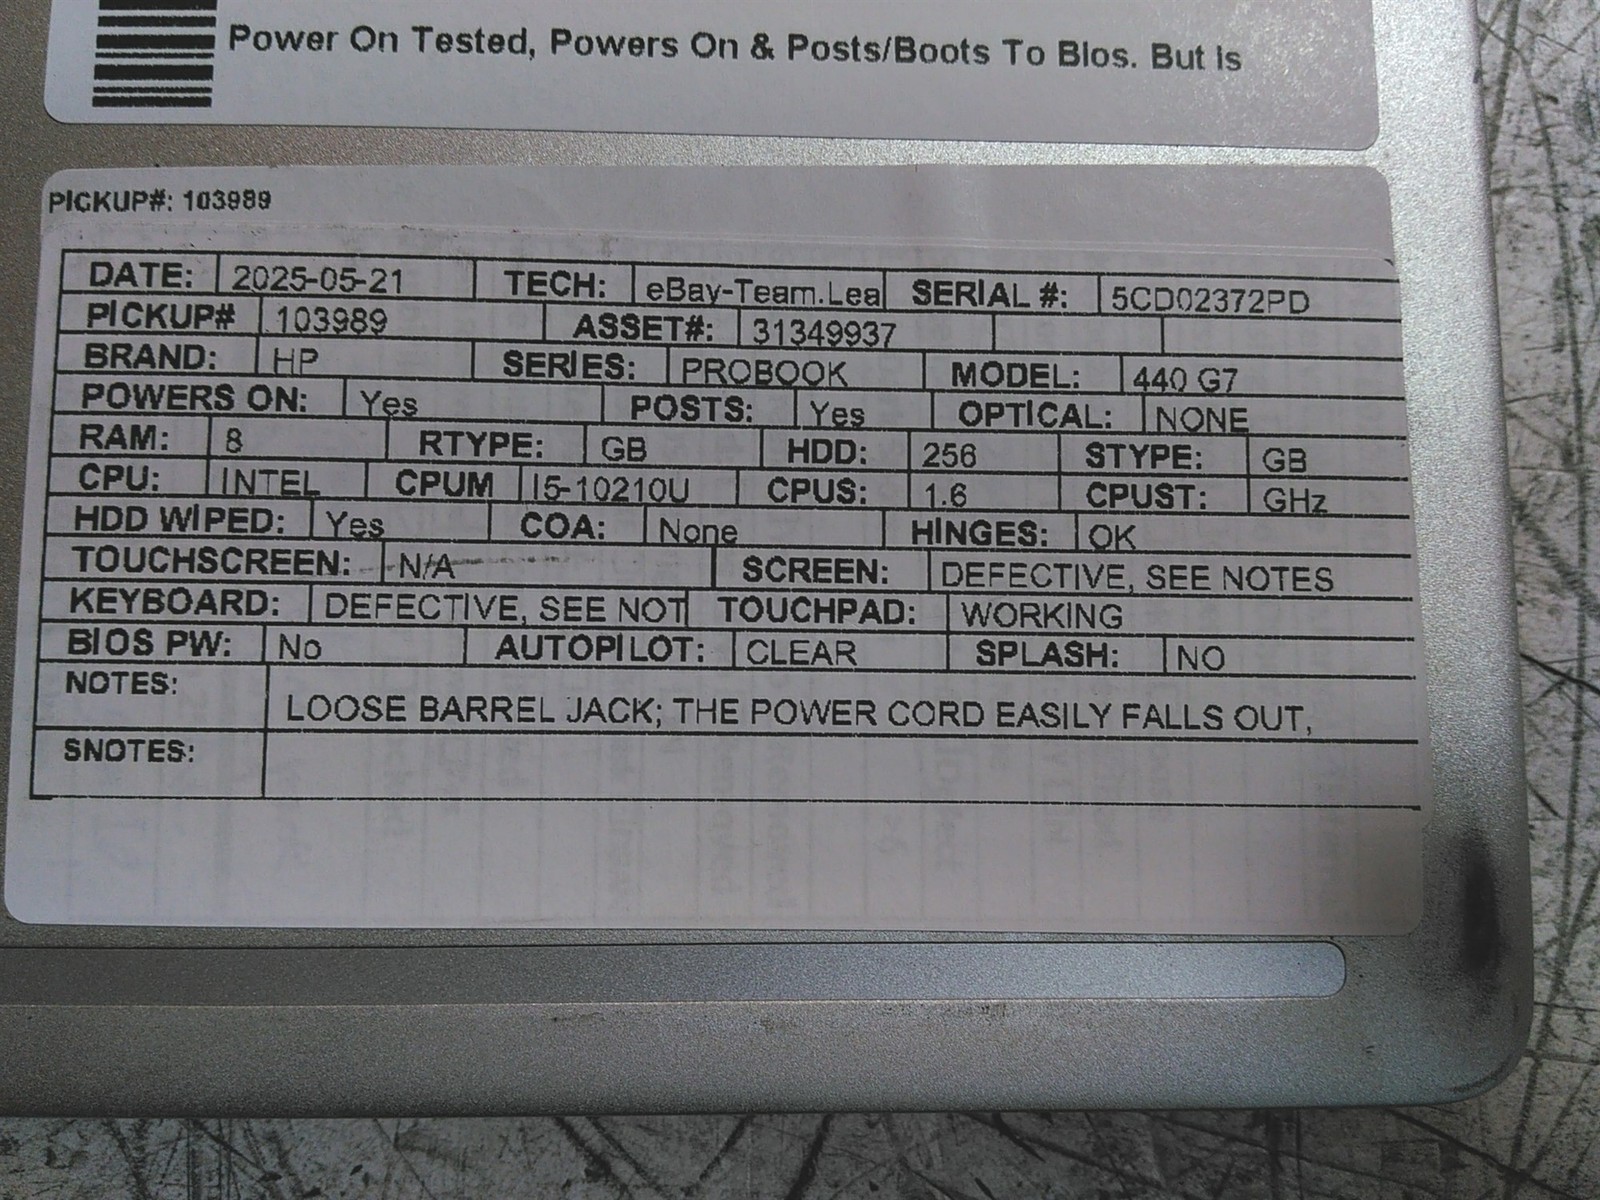 Power On Tested, Powers On & Posts/Boots To BIos. But Is
PICKUP#: 103989
DATE: 2025-05-21 TECH: eBay-Team.Lea SERIAL #: 5CD02372PD
PICKUP# 103989 ASSET#: 31349937
BRAND: HP SERIES: PROBOOK MODEL: 440 G7
POWERS ON: Yes POSTS: Yes OPTICAL: NONE
RAM: 8 RTYPE: GB HDD: 256 STYPE: GB
CPU: INTEL CPUM I5-10210U CPUS: 1.6 CPUST: GHz
HDD WIPED: Yes COA: None HINGES: OK
TOUCHSCREEN: N/A SCREEN: DEFECTIVE, SEE NOTES
KEYBOARD: DEFECTIVE, SEE NOT TOUCHPAD: WORKING
BIOS PW: No AUTOPILOT: CLEAR SPLASH: NO
NOTES: LOOSE BARREL JACK; THE POWER CORD EASILY FALLS OUT,
SNOTES: